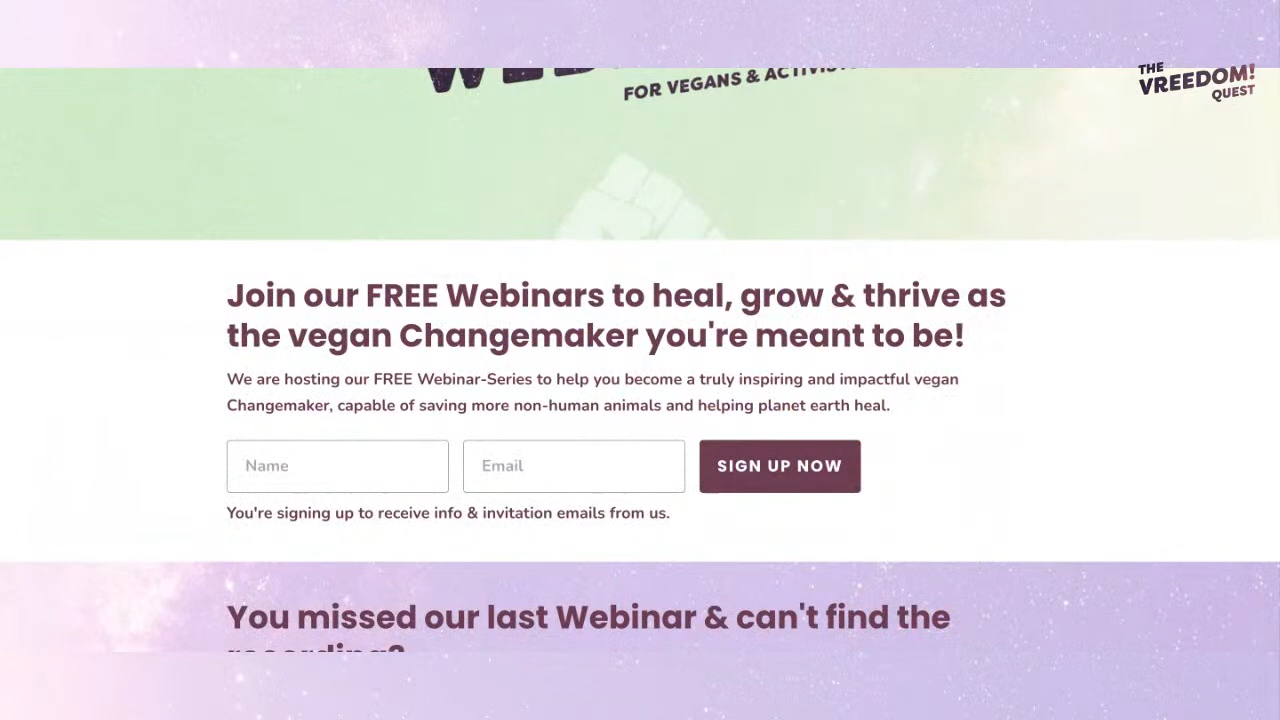 FOR VEGANS & ACTIVISTS
THE
VREEDOM!
QUEST
Join our FREE Webinars to heal, grow & thrive as
the vegan Changemaker you're meant to be!
We are hosting our FREE Webinar-Series to help you become a truly inspiring and impactful vegan
Changemaker, capable of saving more non-human animals and helping planet earth heal.
Name
Email
SIGN UP NOW
You're signing up to receive info & invitation emails from us.
You missed our last Webinar & can't find the
recording?